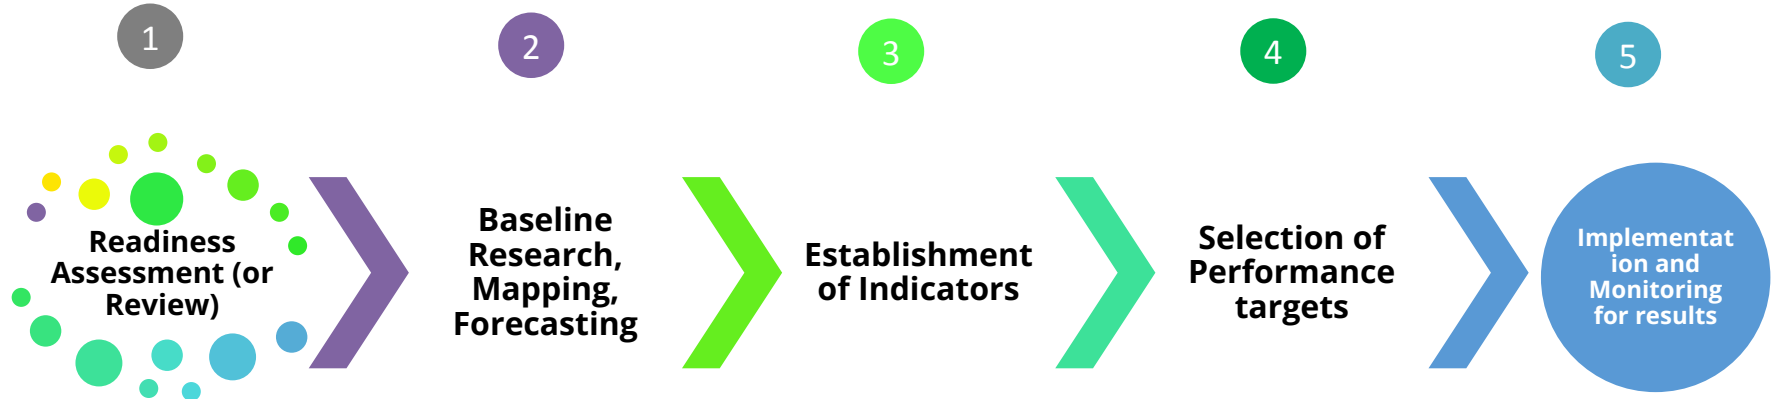 1
2
3
4
5
Readiness
Assessment (or
Review)
Baseline
Research,
Mapping,
Forecasting
Establishment
of Indicators
Selection of
Performance
targets
Implementat
ion and
Monitoring
for results